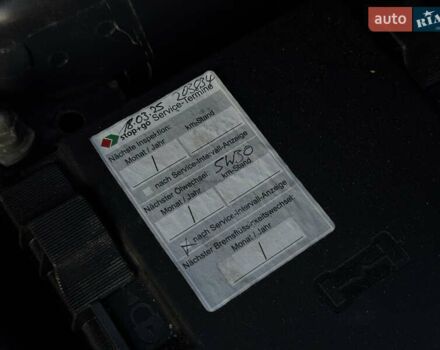 auto RIA
18.03.25 203034
stop+go Service-Termine
Nächste Inspektion: km-Stand
Monat / Jahr
/
nach Service-Intervall-Anzeige
Nächster Ölwechsel: 5W30
Monat / Jahr km-Stand
/
nach Service-Intervall-Anzeige
Nächster Bremsflüssigkeitswechsel:
Monat / Jahr
/